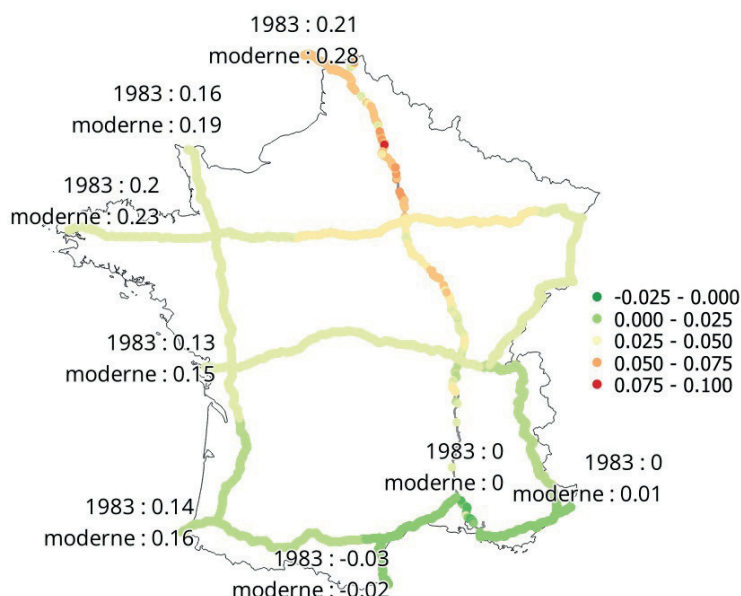 1983 : 0.21
moderne : 0.28
1983 : 0.16
moderne : 0.19
1983 : 0.2
moderne : 0.23
-0.025 - 0.000
0.000 - 0.025
0.025 - 0.050
0.050 - 0.075
0.075 - 0.100
1983 : 0.13
moderne : 0.15
1983 : 0
moderne : 0
1983 : 0
moderne : 0.01
1983 : 0.14
moderne : 0.16
1983 : -0.03
moderne : -0.02